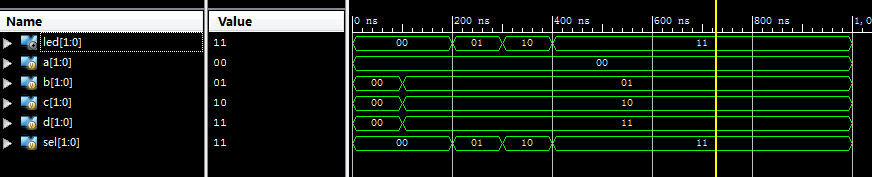 Name Value 0 ns 200 ns 400 ns 600 ns 800 ns 1,0
led[1:0] 11 00 01 10 11
a[1:0] 00 00
b[1:0] 01 00 01
c[1:0] 10 00 10
d[1:0] 11 00 11
sel[1:0] 11 00 01 10 11